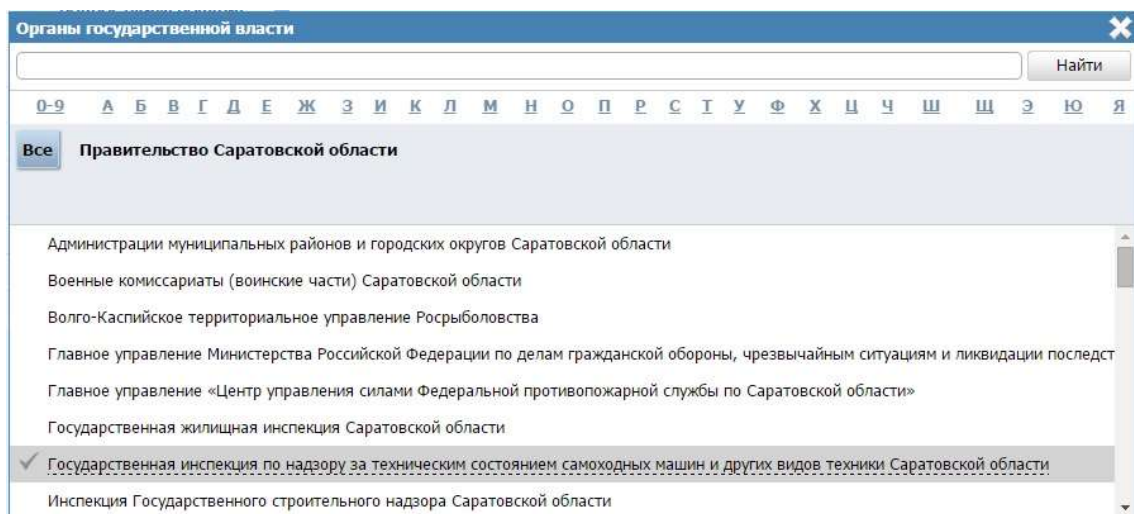 Органы государственной власти
Найти
0-9 А Б В Г Д Е Ж З И К Л М Н О П Р С Т У Ф Х Ц Ч Ш Щ Э Ю Я
Все Правительство Саратовской области
Администрации муниципальных районов и городских округов Саратовской области
Военные комиссариаты (воинские части) Саратовской области
Волго-Каспийское территориальное управление Росрыболовства
Главное управление Министерства Российской Федерации по делам гражданской обороны, чрезвычайным ситуациям и ликвидации последст
Главное управление «Центр управления силами Федеральной противопожарной службы по Саратовской области»
Государственная жилищная инспекция Саратовской области
Государственная инспекция по надзору за техническим состоянием самоходных машин и других видов техники Саратовской области
Инспекция Государственного строительного надзора Саратовской области